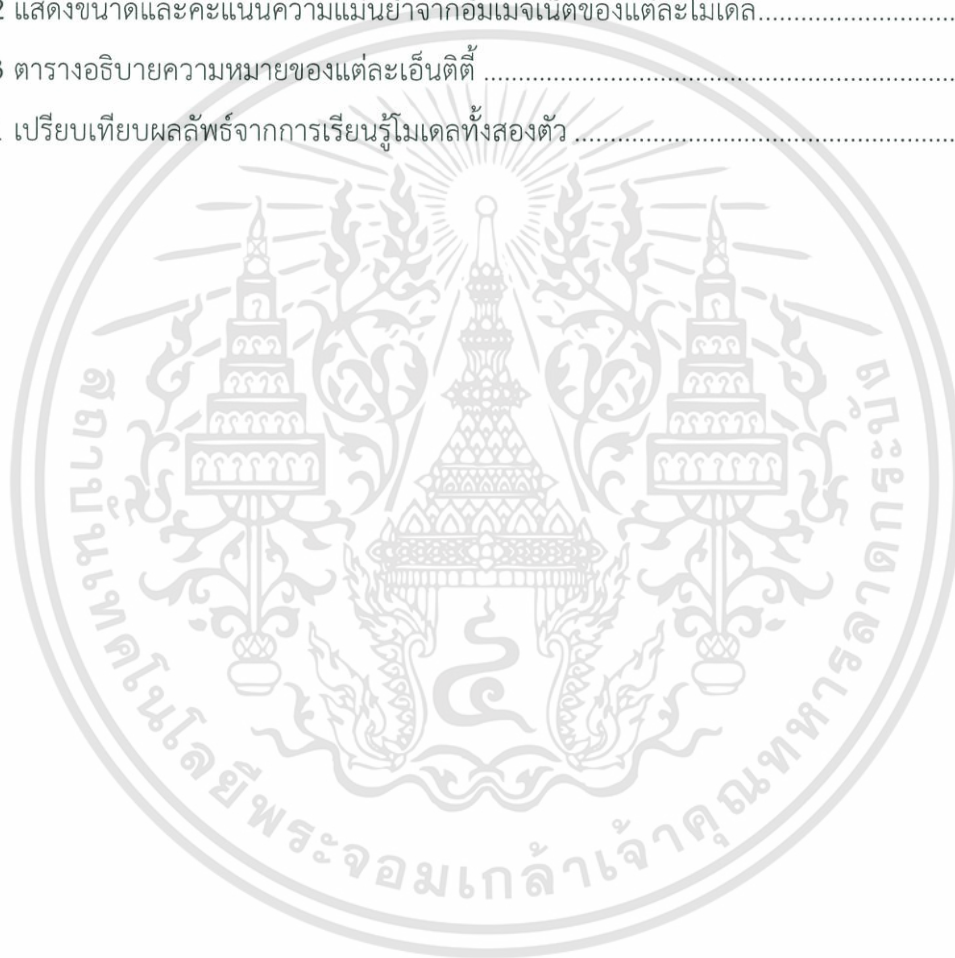 2 แสดงขนาดและคะแนนความแม่นยำจากอิมเมจเน็ตของแต่ละโมเดล
3 ตารางอธิบายความหมายของแต่ละเอ็นติตี้
เปรียบเทียบผลลัพธ์จากการเรียนรู้โมเดลทั้งสองตัว
สถาบันเทคโนโลยีพระจอมเกล้าเจ้าคุณทหารลาดกระบัง
๔